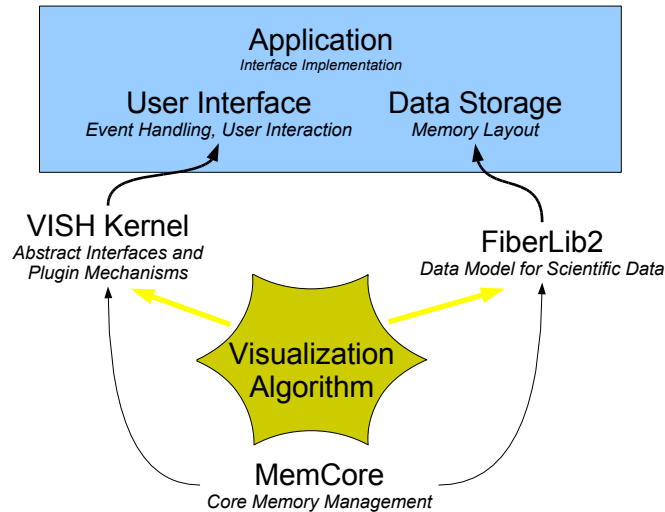 Application
Interface Implementation
User Interface
Event Handling, User Interaction
Data Storage
Memory Layout
VISH Kernel
Abstract Interfaces and
Plugin Mechanisms
FiberLib2
Data Model for Scientific Data
Visualization
Algorithm
MemCore
Core Memory Management